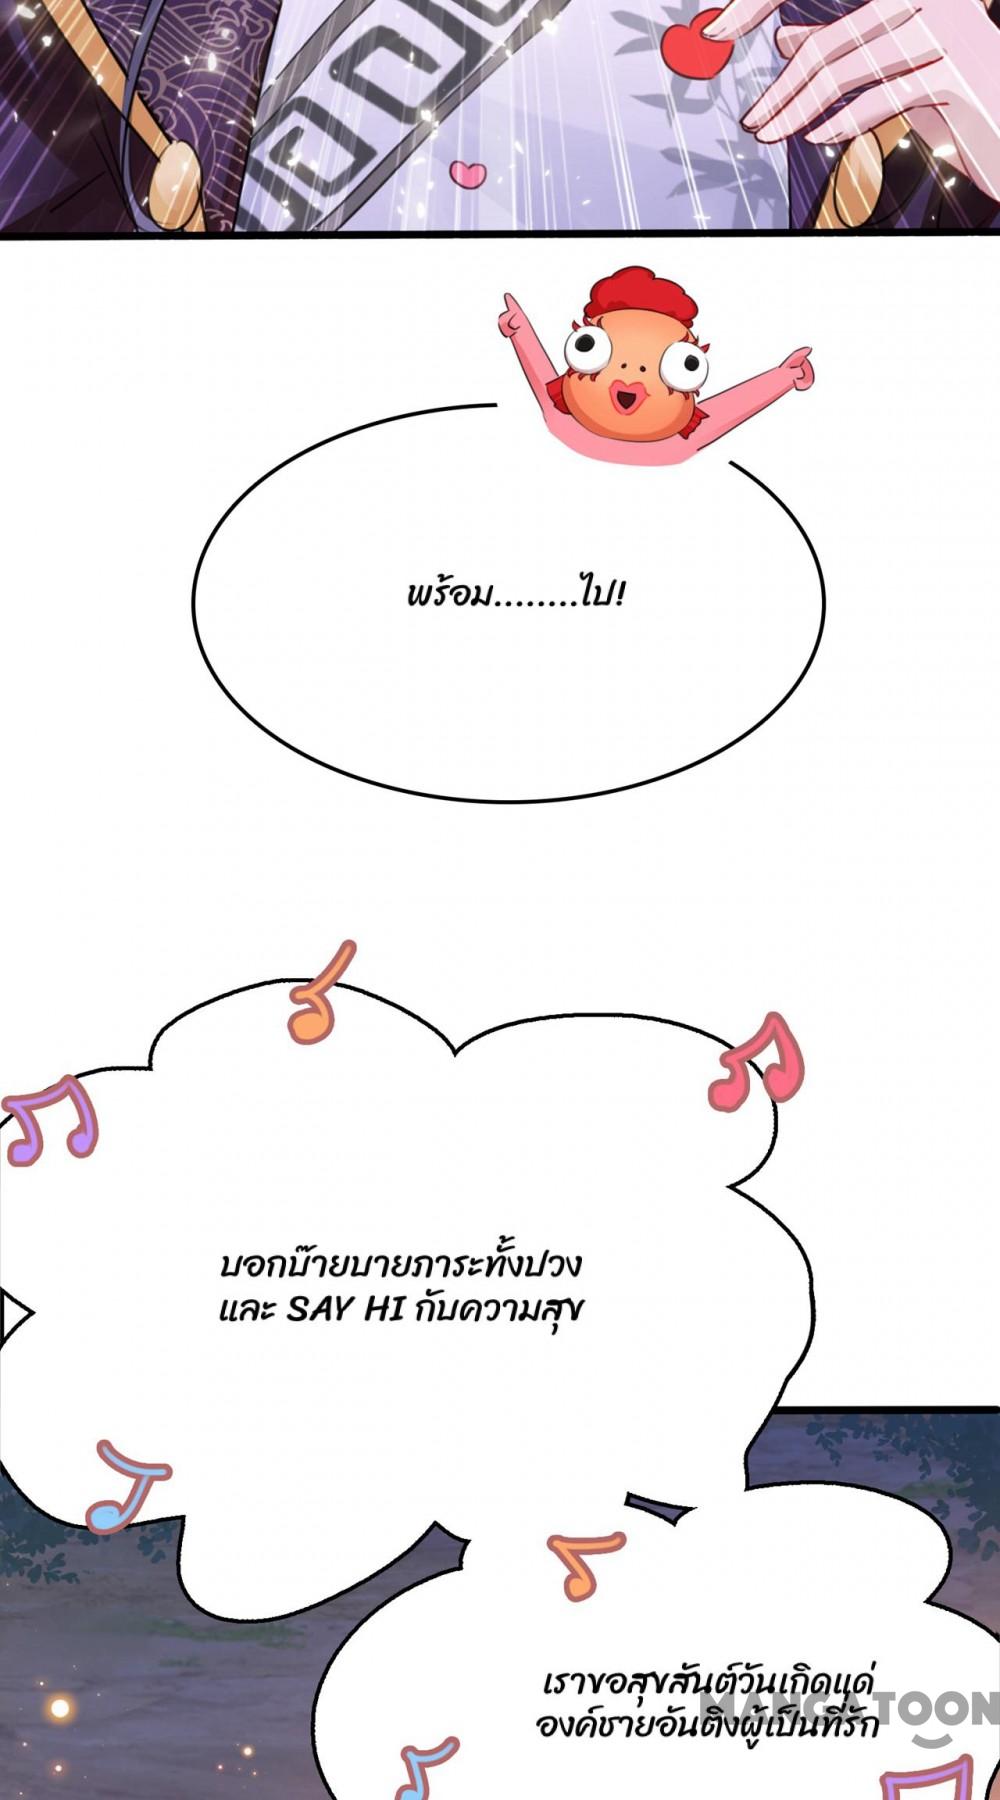 พร้อม........ไป!
บอกบ๊ายบายภาระทั้งปวง
และ SAY HI กับความสุข
เราขอสุขสันต์วันเกิดแด่
องค์ชายอันติงผู้เป็นที่รัก
MANGATOON